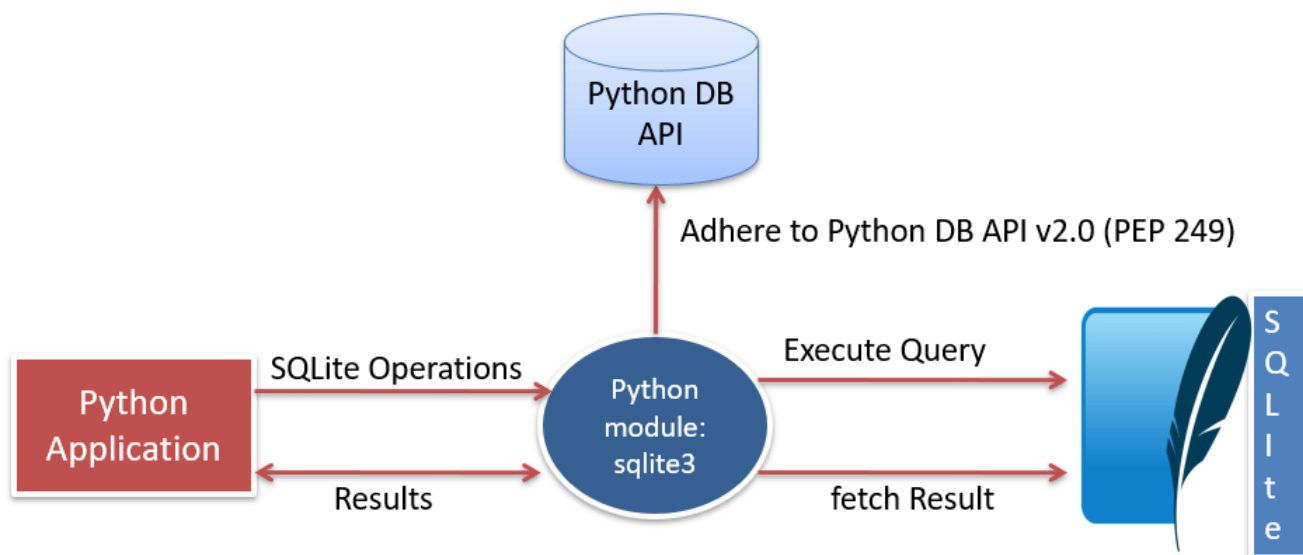 Python DB
API
Adhere to Python DB API v2.0 (PEP 249)
SQLite Operations
Execute Query
Python
Application
Python
module:
sqlite3
Results
fetch Result
S
Q
L
I
t
e